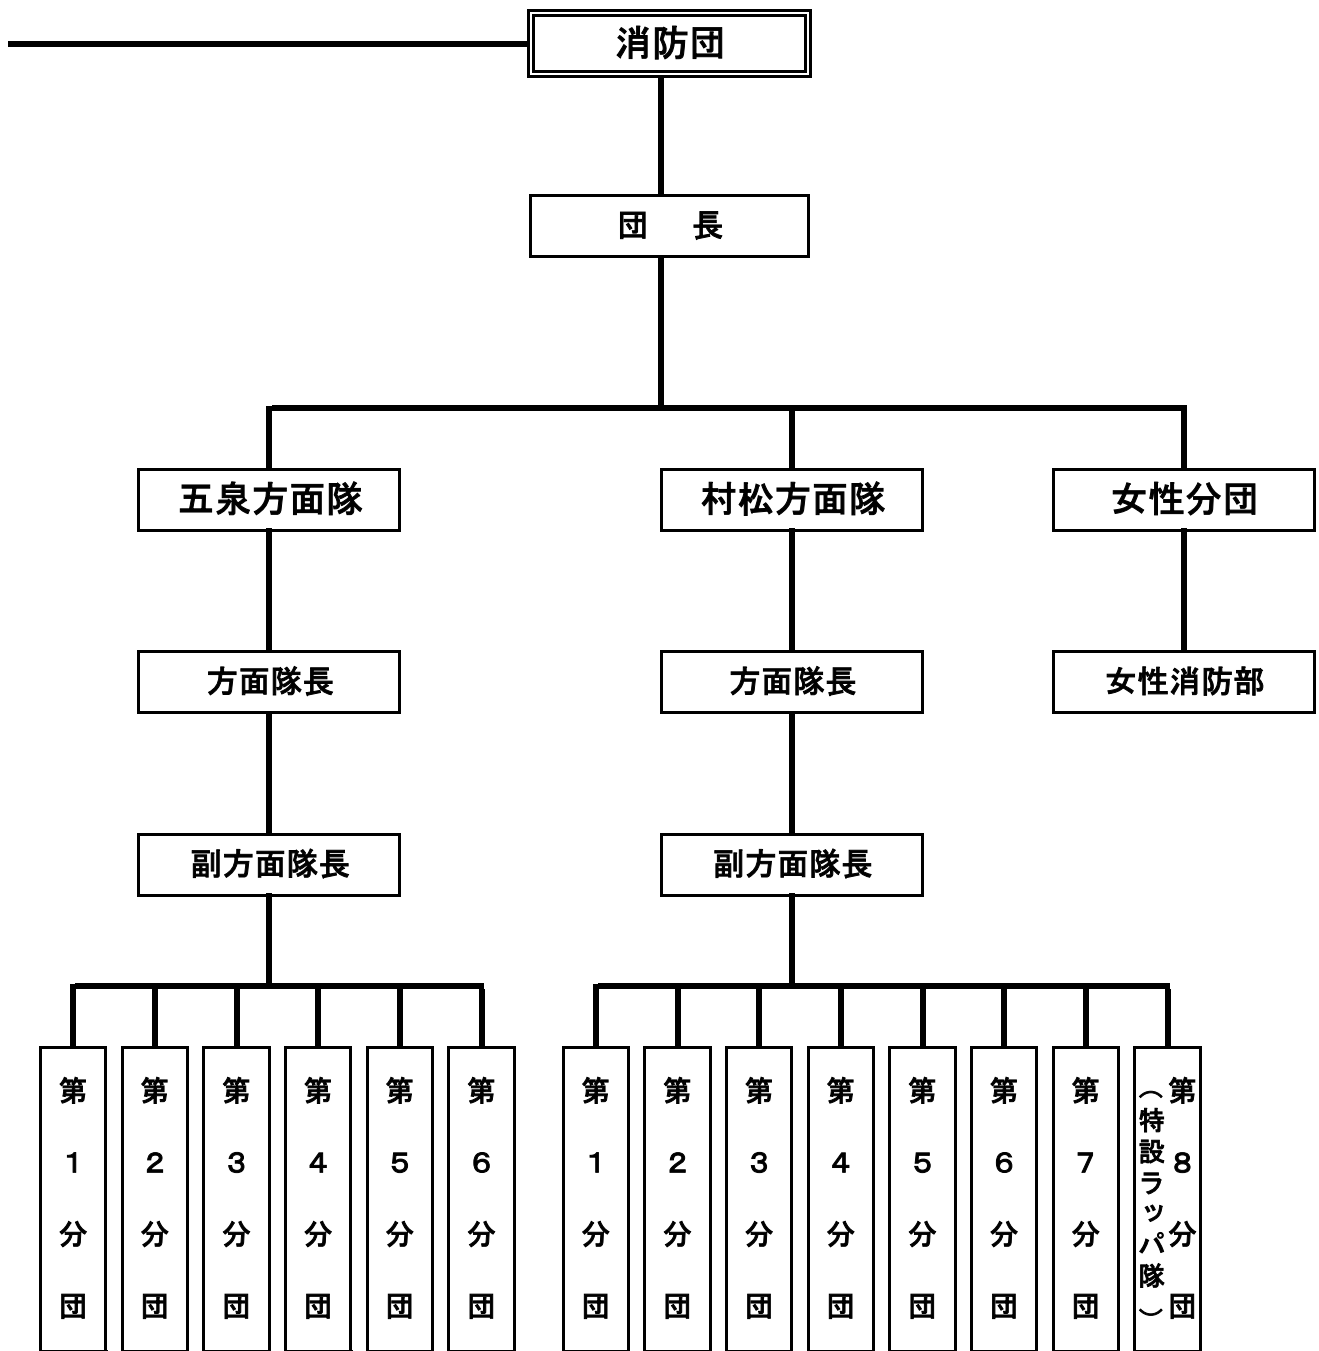 消防団
団　長
五泉方面隊
村松方面隊
女性分団
方面隊長
方面隊長
女性消防部
副方面隊長
副方面隊長
第１分団
第２分団
第３分団
第４分団
第５分団
第６分団
第１分団
第２分団
第３分団
第４分団
第５分団
第６分団
第７分団
第８分団
（特設ラッパ隊）